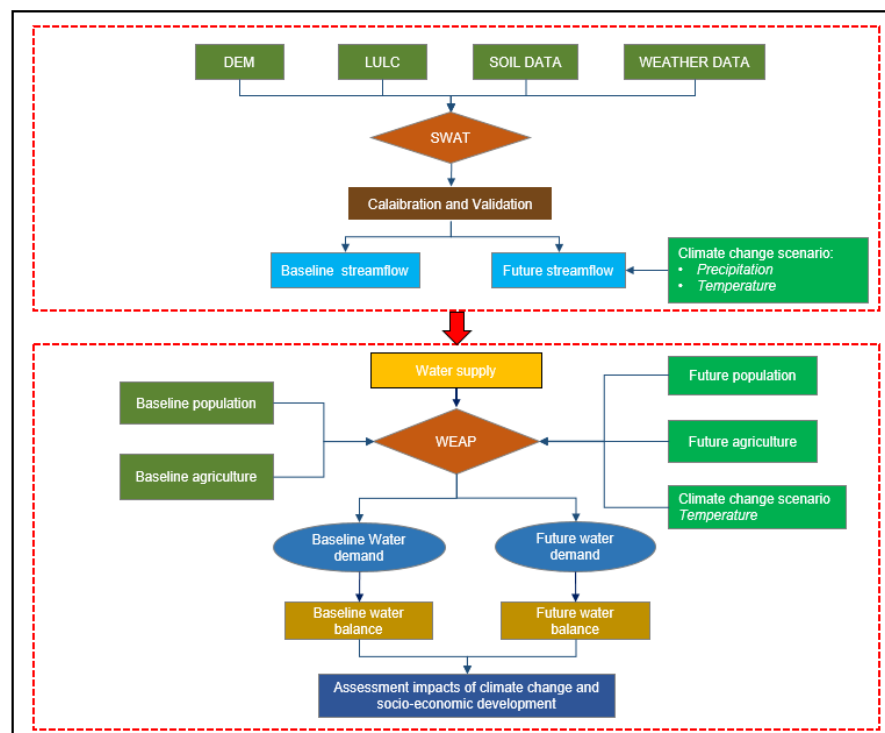 DEM
LULC
SOIL DATA
WEATHER DATA
SWAT
Calaibration and Validation
Baseline streamflow
Future streamflow
Climate change scenario:
• Precipitation
• Temperature
Water supply
Baseline population
Baseline agriculture
WEAP
Future population
Future agriculture
Climate change scenario
Temperature
Baseline Water
demand
Future water
demand
Baseline water
balance
Future water
balance
Assessment impacts of climate change and
socio-economic development